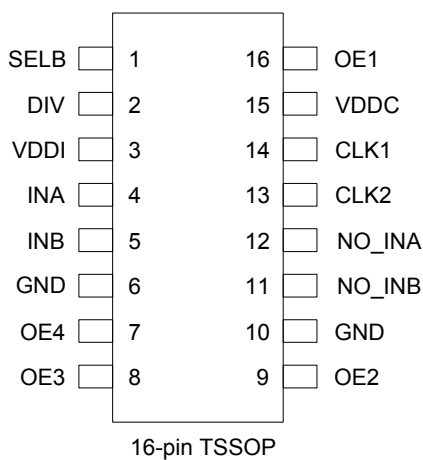 SELB 1 16 OE1
DIV 2 15 VDDC
VDDI 3 14 CLK1
INA 4 13 CLK2
INB 5 12 NO_INA
GND 6 11 NO_INB
OE4 7 10 GND
OE3 8 9 OE2
16-pin TSSOP